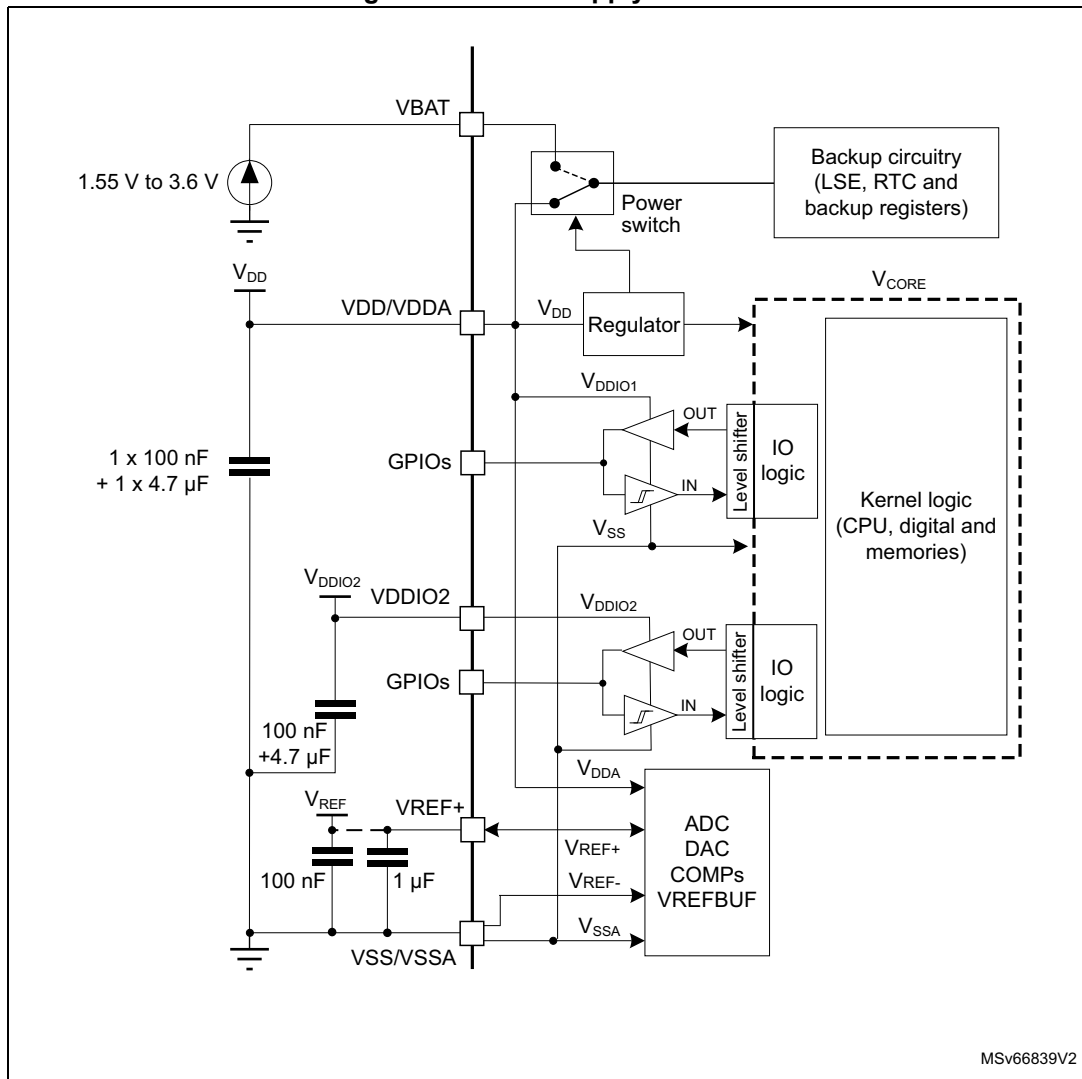 VBAT
1.55 V to 3.6 V
Power
switch
Backup circuitry
(LSE, RTC and
backup registers)
VDD
VDD/VDDA
VDD
Regulator
VCORE
VDDIO1
OUT
GPIOs
IN
Level shifter
IO
logic
1 x 100 nF
+ 1 x 4.7 µF
VSS
Kernel logic
(CPU, digital and
memories)
VDDIO2
VDDIO2
VDDIO2
OUT
GPIOs
IN
Level shifter
IO
logic
100 nF
+4.7 µF
VDDA
VREF
VREF+
VREF+
100 nF
1 µF
VREF-
VSSA
VSS/VSSA
ADC
DAC
COMPs
VREFBUF
MSv66839V2